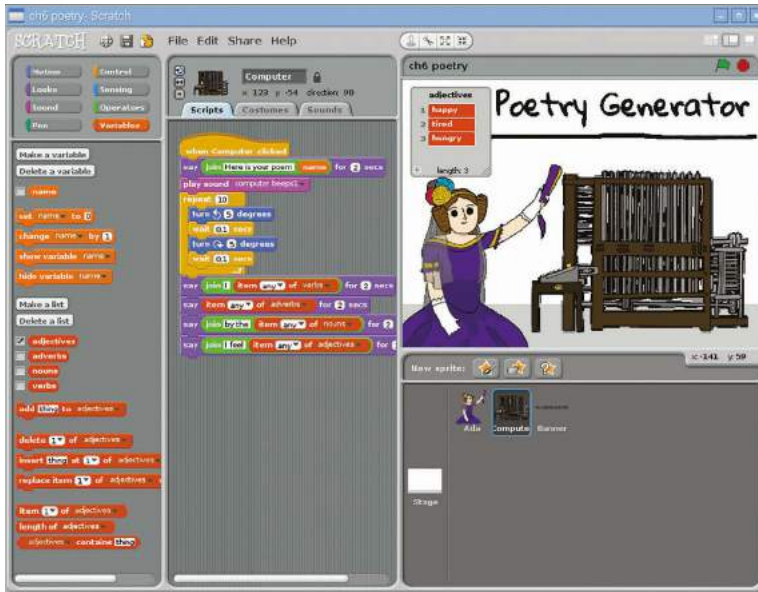 ch6 poetry- Scratch
SCRATCH File Edit Share Help
Motion Control
Looks Sensing
Sound Operators
Pen Variables
Make a variable
Delete a variable
name
set name to 0
change name by 1
show variable name
hide variable name
Make a list
Delete a list
adjectives
adverbs
nouns
verbs
add thing to adjectives
delete 1 of adjectives
insert thing at 1 of adjectives
replace item 1 of adjectives
item 1 of adjectives
length of adjectives
adjectives contains thing
Computer
x: 123 y: -54 direction: 90
Scripts Costumes Sounds
when Computer clicked
say join Here is your poem name for 2 secs
play sound computer beeps1
repeat 10
turn 5 degrees
wait 0.1 secs
turn 5 degrees
wait 0.1 secs
say join I item any of verbs for 2 secs
say item any of adverbs for 2 secs
say join by the item any of nouns for 2
say join I feel item any of adjectives for
ch6 poetry
adjectives
1 happy
2 tired
3 hungry
+ length: 3
Poetry Generator
x: -141 y: 59
New sprite:
Ada Compute Banner
Stage